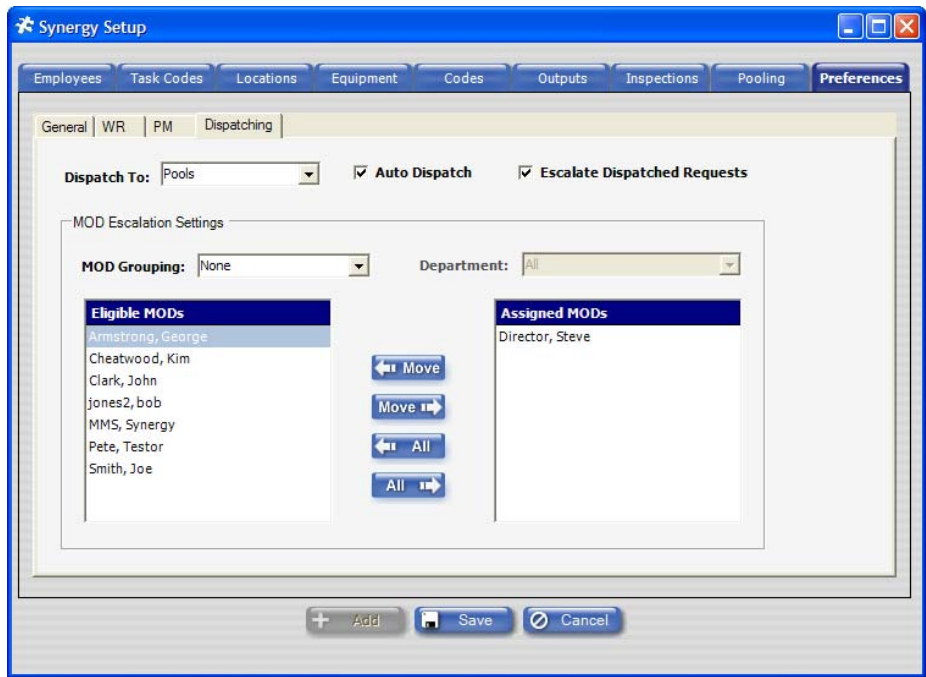 Synergy Setup
Employees Task Codes Locations Equipment Codes Outputs Inspections Pooling Preferences
General WR PM Dispatching
Dispatch To: Pools Auto Dispatch Escalate Dispatched Requests
MOD Escalation Settings
MOD Grouping: None Department: All
Eligible MODs Assigned MODs
Armstrong, George Director, Steve
Cheatwood, Kim
Clark, John
jones2, bob
MMS, Synergy
Pete, Testor
Smith, Joe
Move
Move
All
All
Add Save Cancel